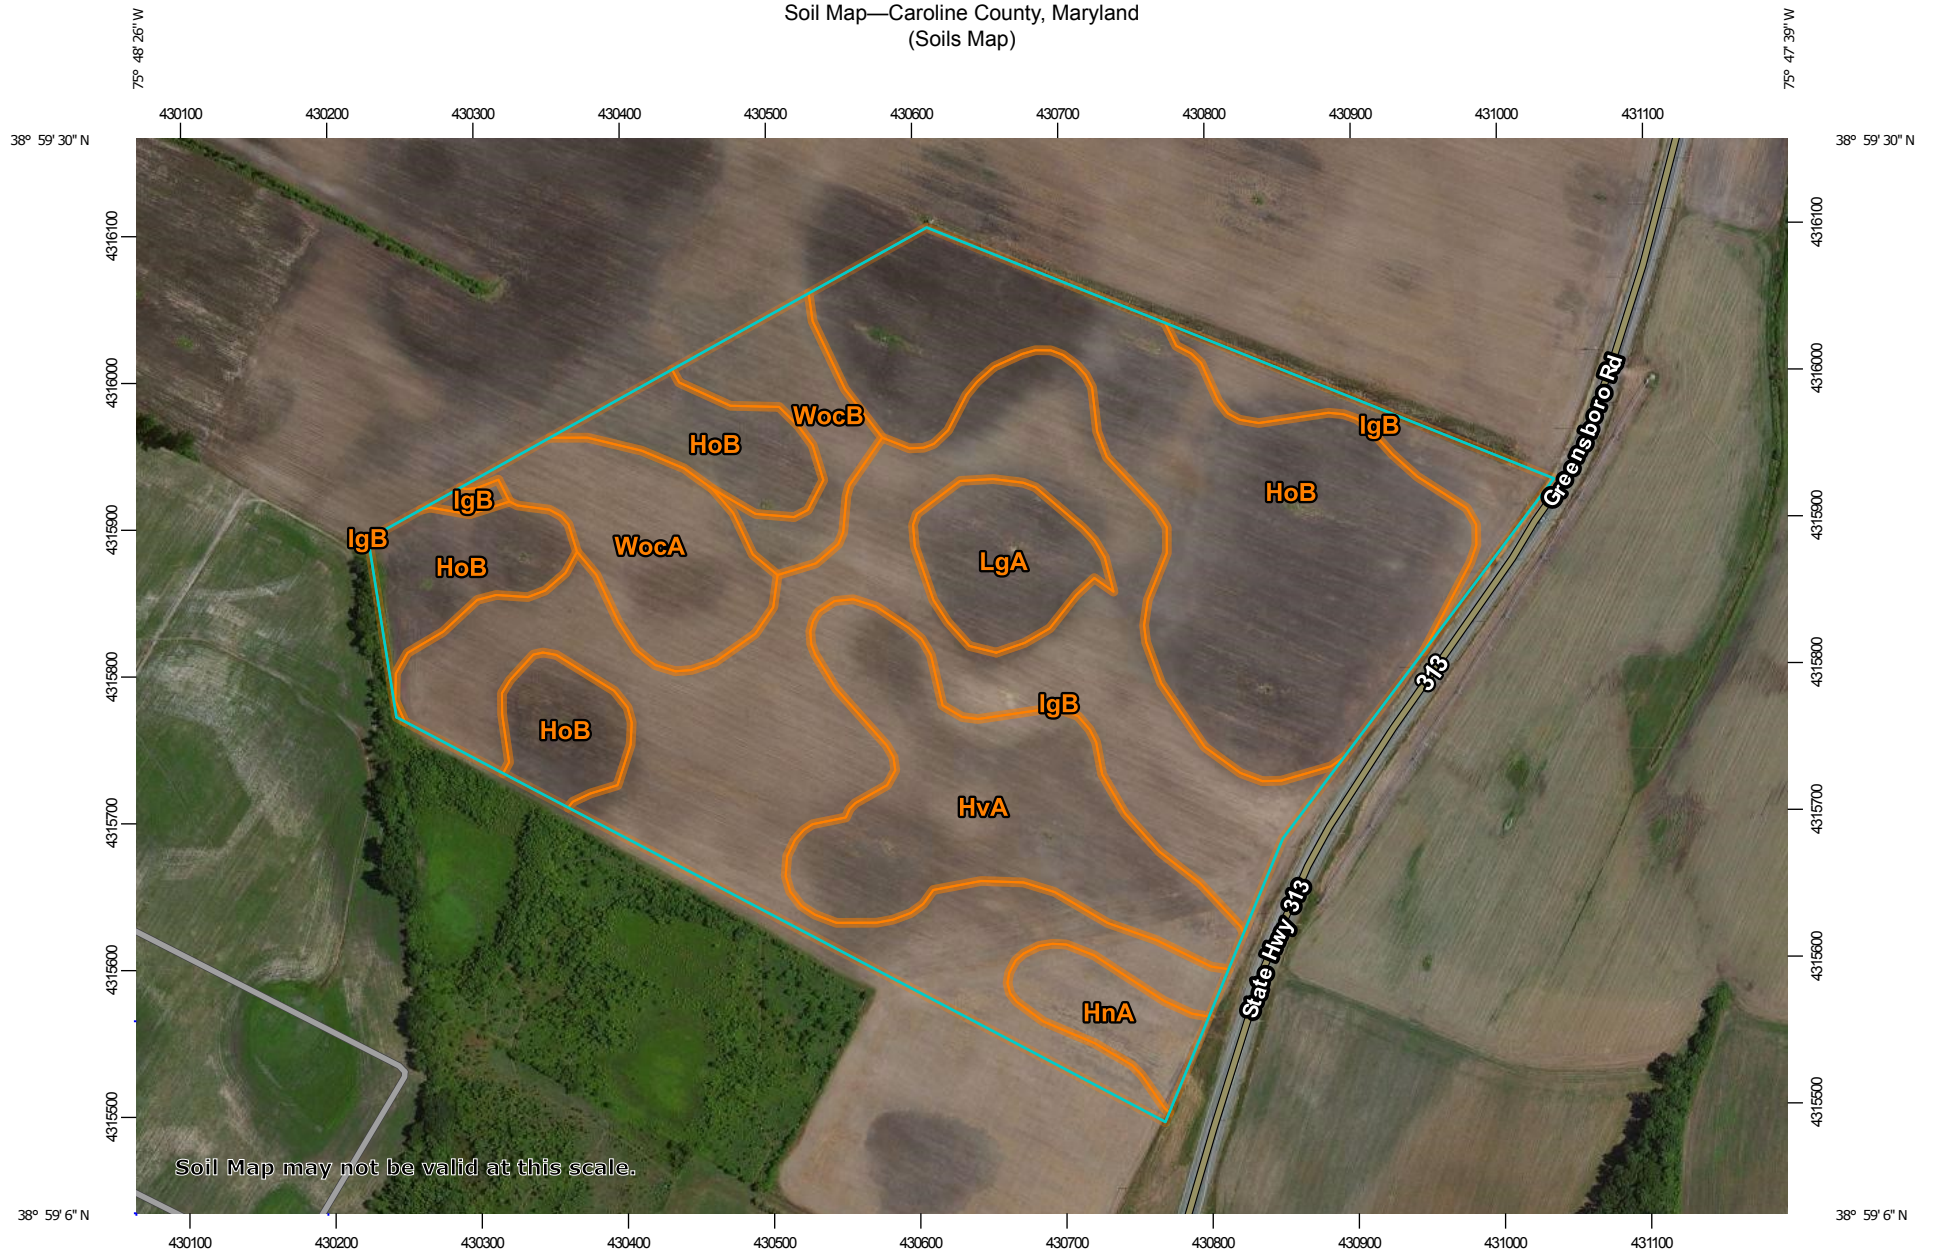 Soil Map—Caroline County, Maryland
(Soils Map)
75° 48' 26'' W
75° 47' 39'' W
430100 430200 430300 430400 430500 430600 430700 430800 430900 431000 431100
38° 59' 30'' N
38° 59' 30'' N
4316100
4316100
4316000
4316000
Greensboro Rd
WocB
IgB
HoB
HoB
IgB
4315900
4315900
IgB
WocA
LgA
HoB
4315800
4315800
313
IgB
HoB
HvA
4315700
4315700
State Hwy 313
4315600
4315600
HnA
4315500
4315500
Soil Map may not be valid at this scale.
38° 59' 6'' N
38° 59' 6'' N
430100 430200 430300 430400 430500 430600 430700 430800 430900 431000 431100